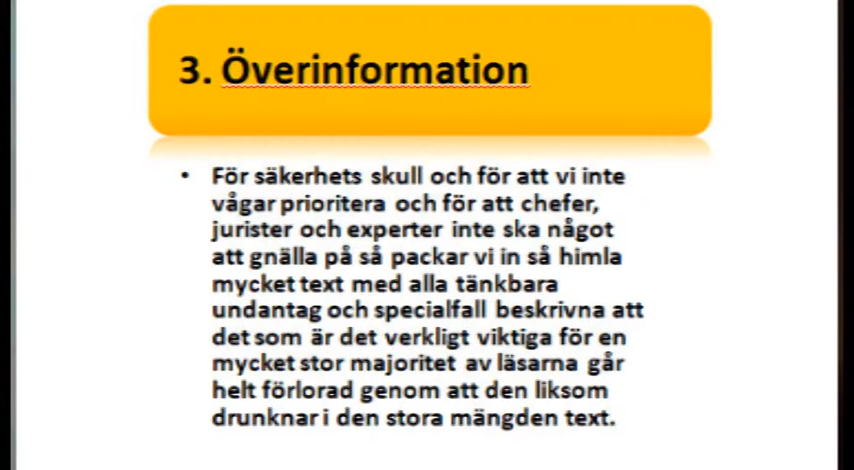 3. Överinformation
• För säkerhets skull och för att vi inte
vågar prioritera och för att chefer,
jurister och experter inte ska något
att gnälla på så packar vi in så himla
mycket text med alla tänkbara
undantag och specialfall beskrivna att
det som är det verkligt viktiga för en
mycket stor majoritet av läsarna går
helt förlorad genom att den liksom
drunknar i den stora mängden text.